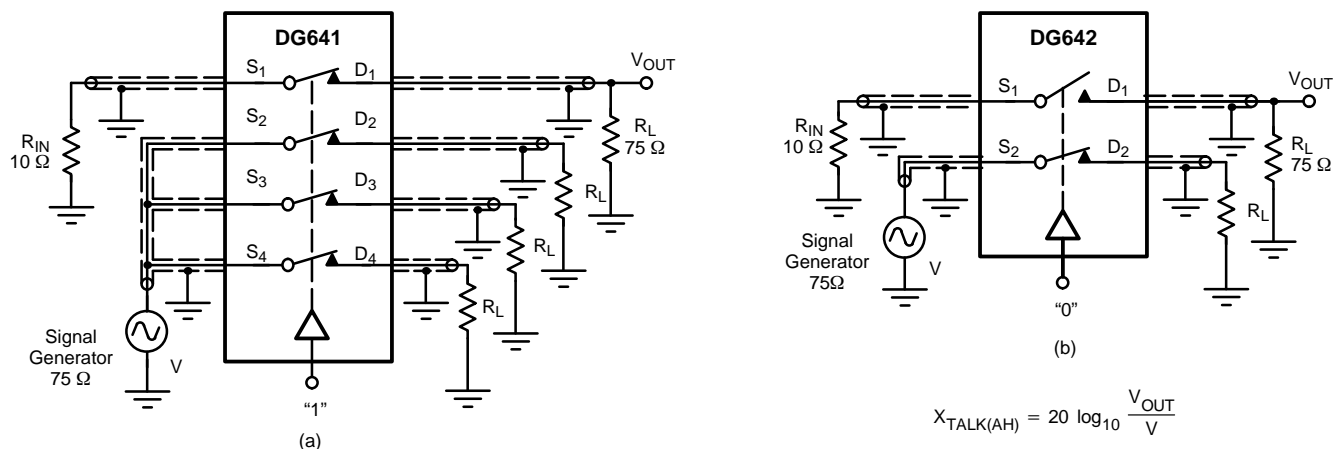 DG641
S1
D1
VOUT
S2
D2
RIN
10 Ω
RL
75 Ω
S3
D3
RL
S4
D4
RL
RL
Signal
Generator
75 Ω
V
“1”
(a)
DG642
S1
D1
VOUT
RIN
10 Ω
RL
75 Ω
S2
D2
RL
Signal
Generator
75Ω
V
“0”
(b)
XTALK(AH) = 20 log10 VOUT
V